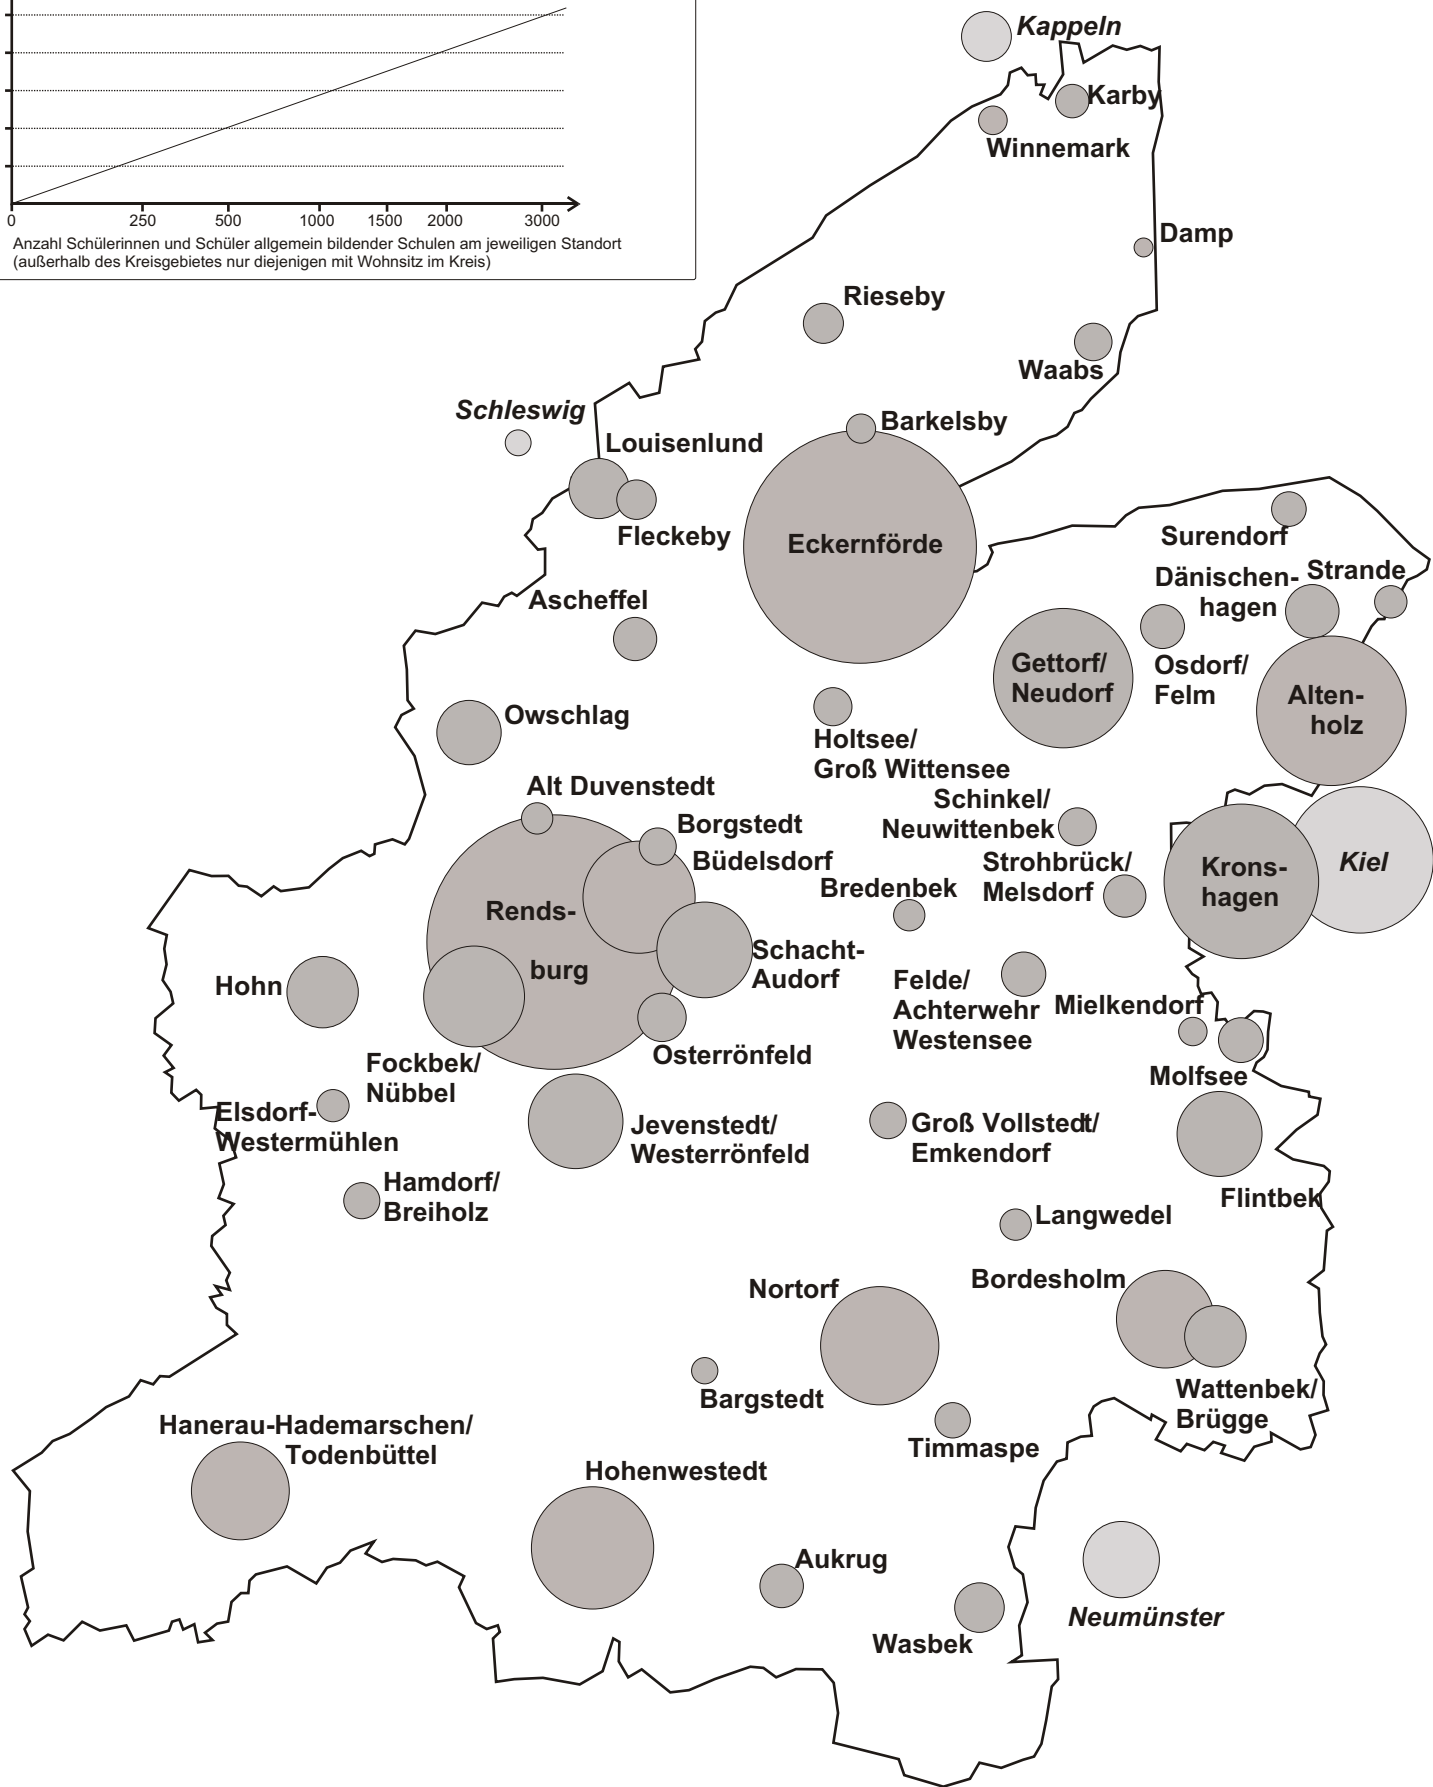 0 250 500 1000 1500 2000 3000
Anzahl Schülerinnen und Schüler allgemein bildender Schulen am jeweiligen Standort
(außerhalb des Kreisgebietes nur diejenigen mit Wohnsitz im Kreis)
Kappeln
Karby
Winnemark
Damp
Rieseby
Waabs
Schleswig
Barkelsby
Louisenlund
Fleckeby
Eckernförde
Surendorf
Dänischen-
hagen
Strande
Ascheffel
Gettorf/
Neudorf
Osdorf/
Felm
Alten-
holz
Owschlag
Holtsee/
Groß Wittensee
Alt Duvenstedt
Schinkel/
Neuwittenbek
Borgstedt
Büdelsdorf
Strohbrück/
Melsdorf
Krons-
hagen
Kiel
Bredenbek
Rends-
burg
Schacht-
Audorf
Hohn
Felde/
Achterwehr
Westensee
Mielkendorf
Osterrönfeld
Fockbek/
Nübbel
Molfsee
Elsdorf-
Westermühlen
Jevenstedt/
Westerrönfeld
Groß Vollstedt/
Emkendorf
Hamdorf/
Breiholz
Flintbek
Langwedel
Bordesholm
Nortorf
Bargstedt
Wattenbek/
Brügge
Timmaspe
Hanerau-Hademarschen/
Todenbüttel
Hohenwestedt
Aukrug
Neumünster
Wasbek